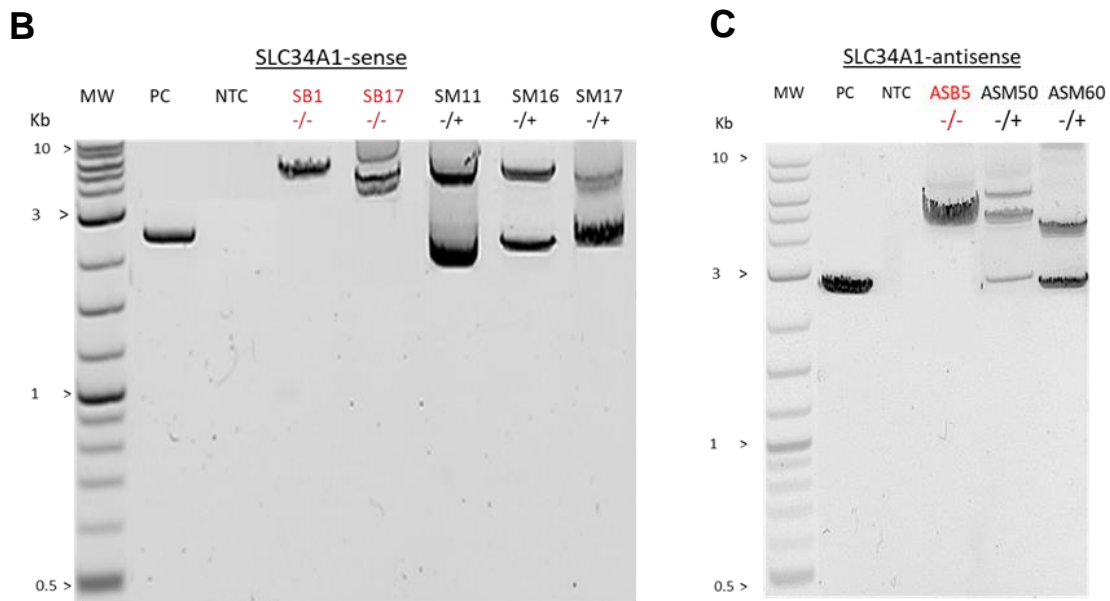 B
SLC34A1-sense
MW PC NTC SB1 SB17 SM11 SM16 SM17
Kb -/- -/- -/+ -/+ -/+
10 >
3 >
1 >
0.5 >
C
SLC34A1-antisense
MW PC NTC ASB5 ASM50 ASM60
Kb -/- -/+ -/+
10 >
3 >
1 >
0.5 >